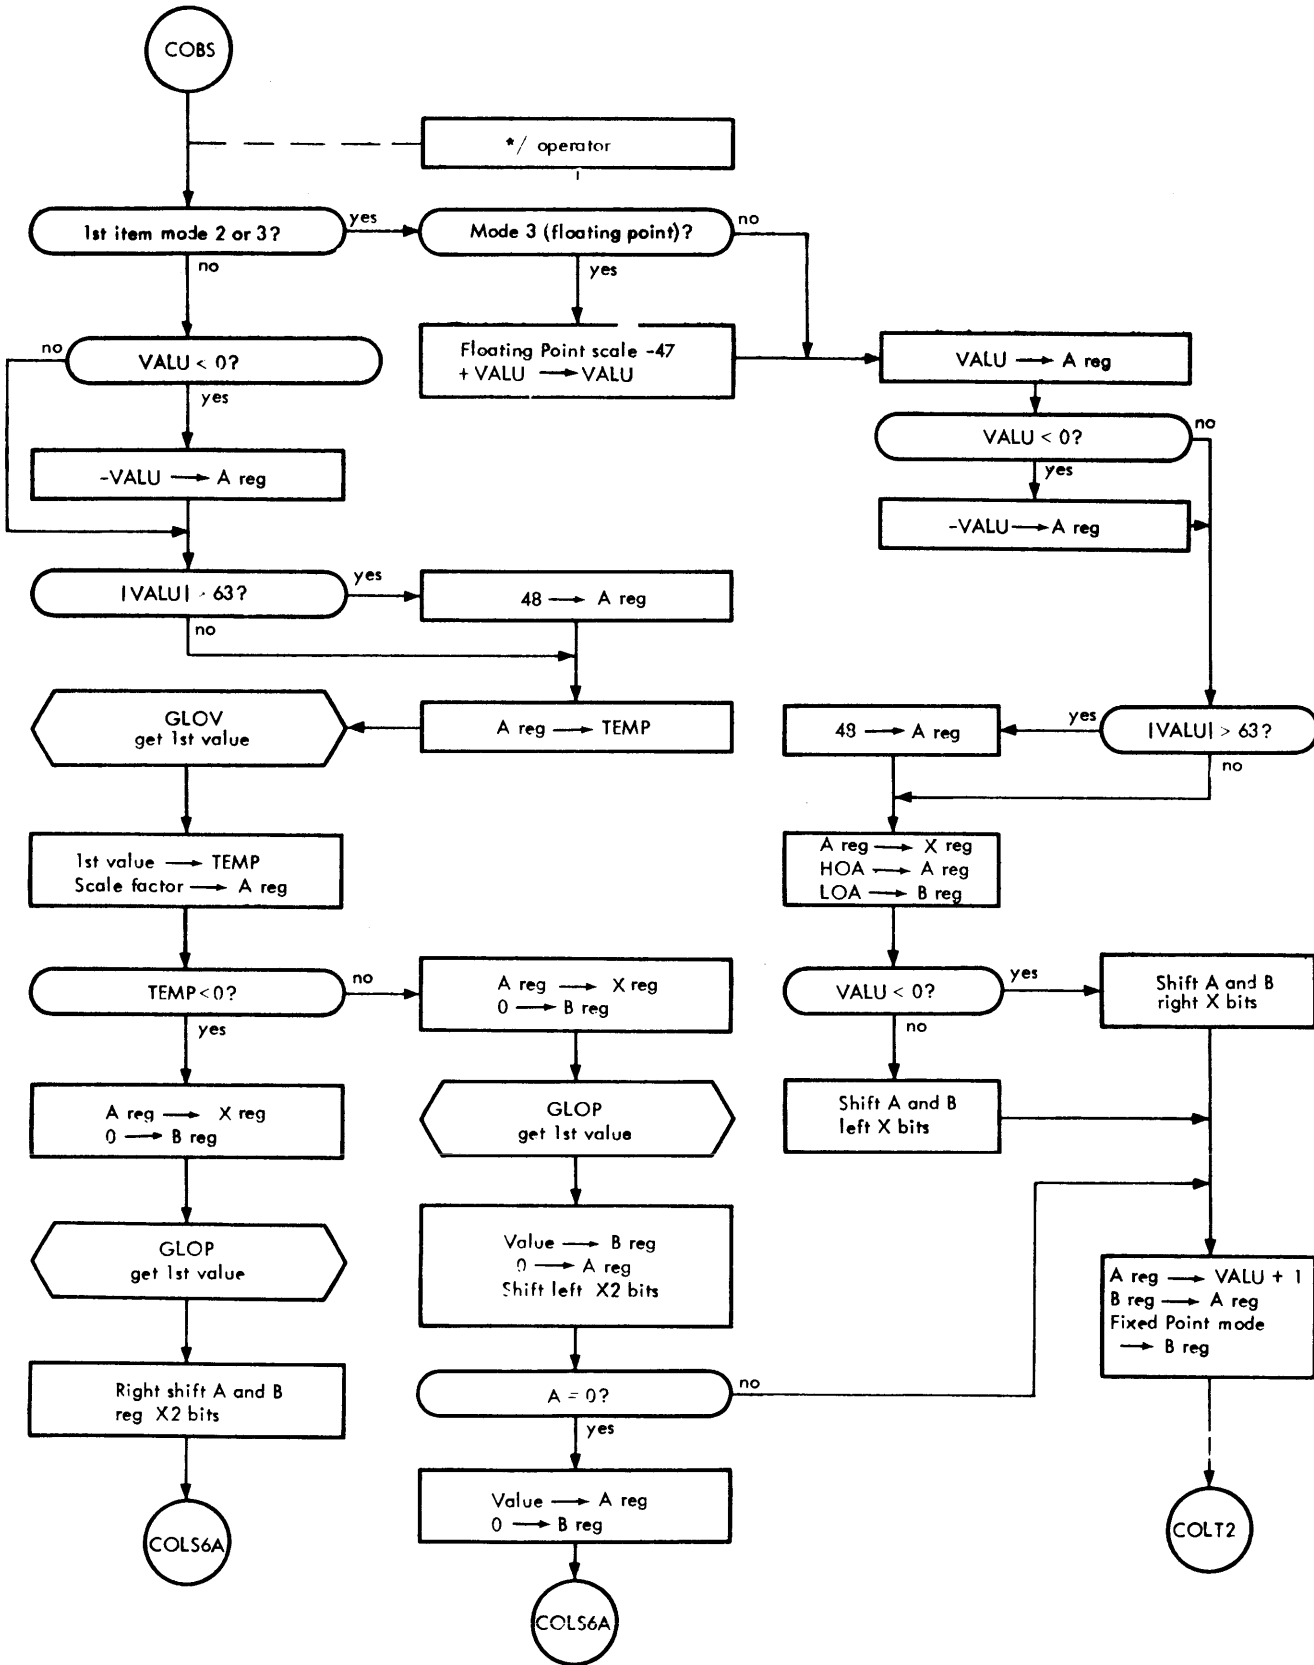 COBS
*/ operator
1st item mode 2 or 3?
yes
Mode 3 (floating point)?
no
no
yes
no
VALU < 0?
Floating Point scale -47
+ VALU → VALU
VALU → A reg
yes
VALU < 0?
no
-VALU → A reg
yes
-VALU → A reg
|VALU| > 63?
yes
48 → A reg
no
GLOV
get 1st value
A reg → TEMP
48 → A reg
yes
|VALU| > 63?
no
1st value → TEMP
Scale factor → A reg
A reg → X reg
HOA → A reg
LOA → B reg
TEMP<0?
no
A reg → X reg
0 → B reg
VALU < 0?
yes
Shift A and B
right X bits
yes
no
A reg → X reg
0 → B reg
GLOP
get 1st value
Shift A and B
left X bits
GLOP
get 1st value
Value → B reg
0 → A reg
Shift left X2 bits
A reg → VALU + 1
B reg → A reg
Fixed Point mode
→ B reg
Right shift A and B
reg X2 bits
A = 0?
no
yes
Value → A reg
0 → B reg
COLS6A
COLT2
COLS6A